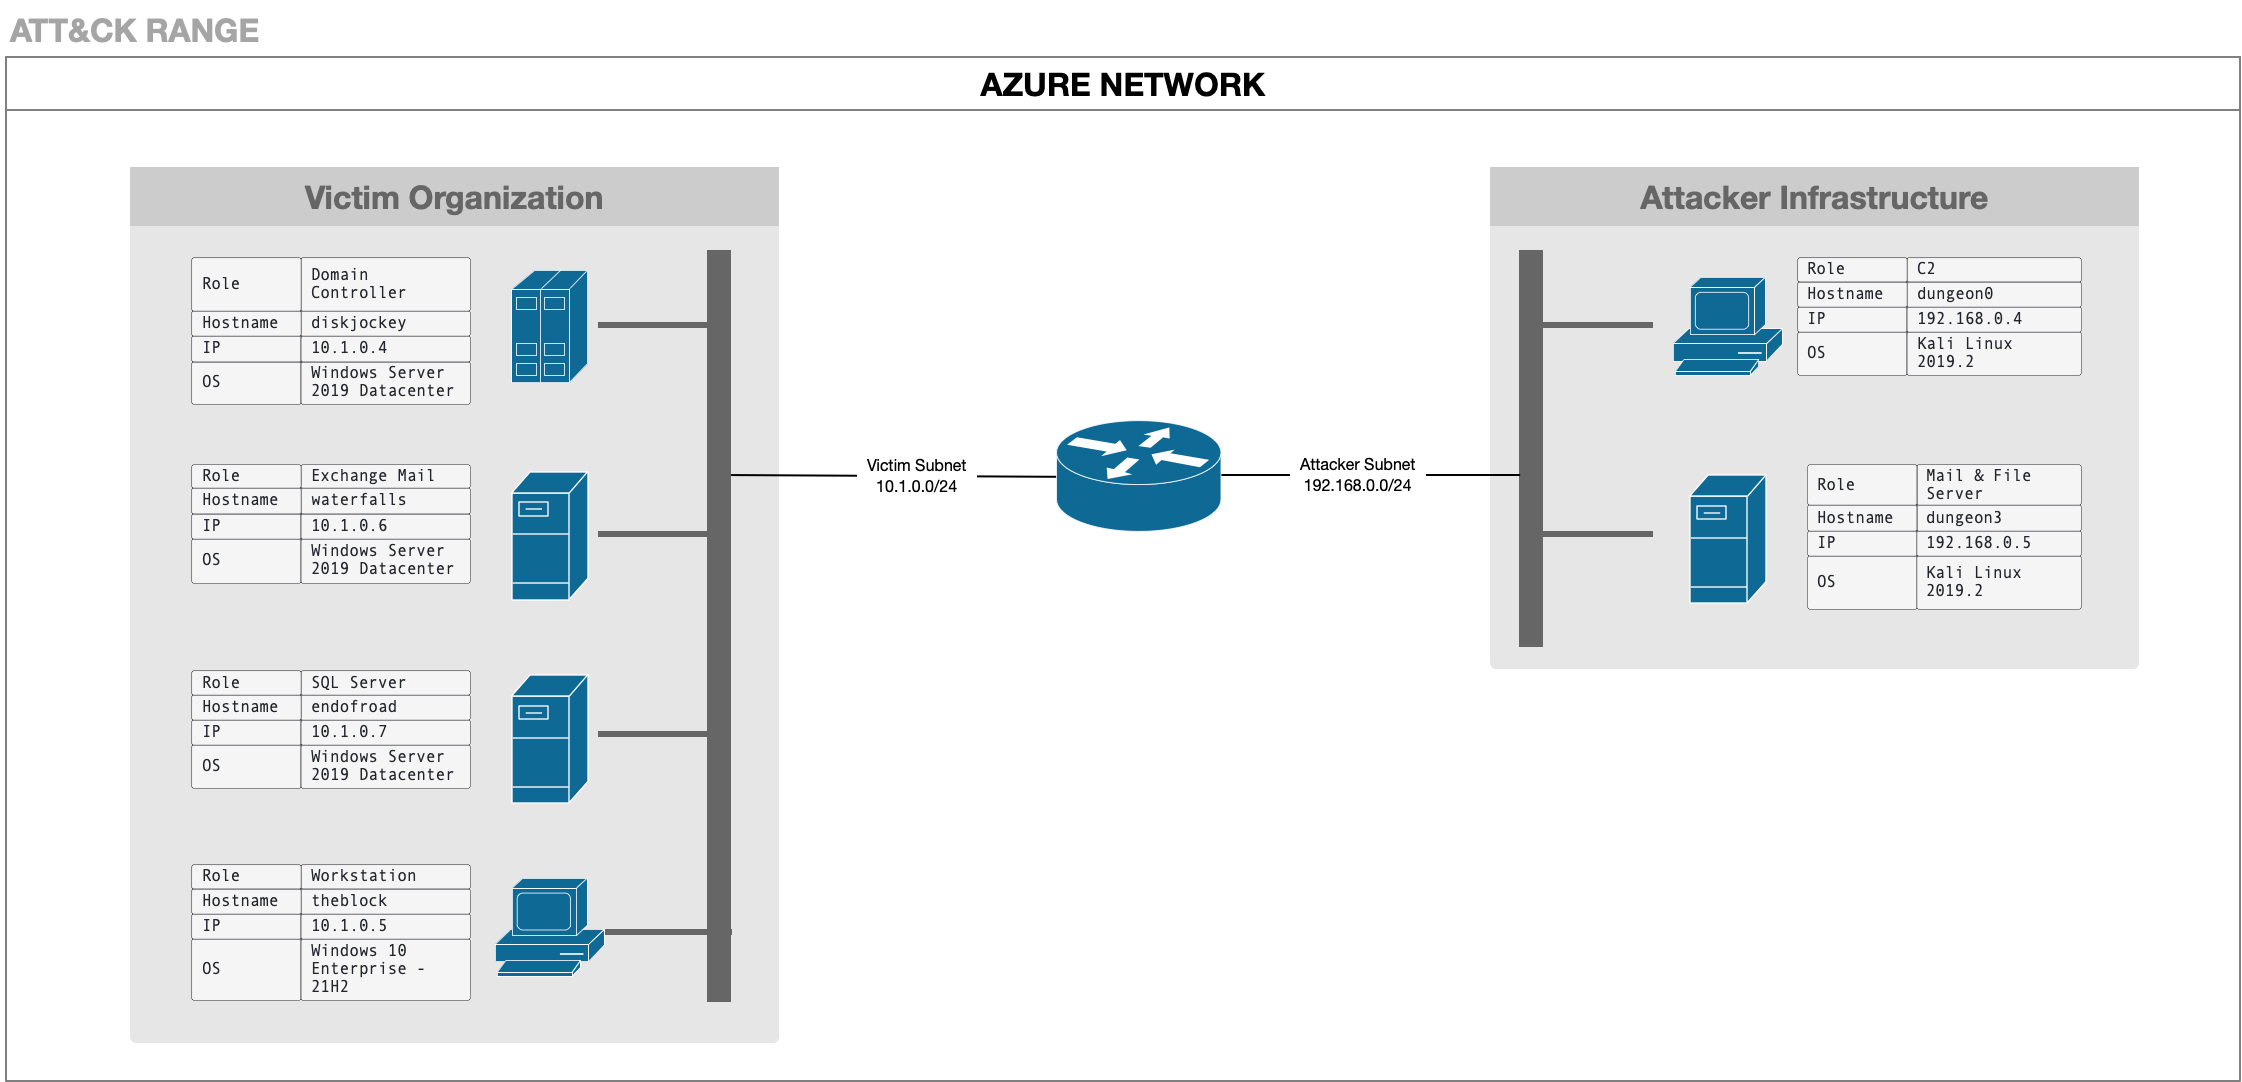 ATT&CK RANGE
AZURE NETWORK
Victim Organization
Role
Domain
Controller
Hostname
diskjockey
IP
10.1.0.4
OS
Windows Server
2019 Datacenter
Role
Exchange Mail
Hostname
waterfalls
IP
10.1.0.6
OS
Windows Server
2019 Datacenter
Role
SQL Server
Hostname
endofroad
IP
10.1.0.7
OS
Windows Server
2019 Datacenter
Role
Workstation
Hostname
theblock
IP
10.1.0.5
OS
Windows 10
Enterprise -
21H2
Victim Subnet
10.1.0.0/24
Attacker Subnet
192.168.0.0/24
Attacker Infrastructure
Role
C2
Hostname
dungeon0
IP
192.168.0.4
OS
Kali Linux
2019.2
Role
Mail & File
Server
Hostname
dungeon3
IP
192.168.0.5
OS
Kali Linux
2019.2